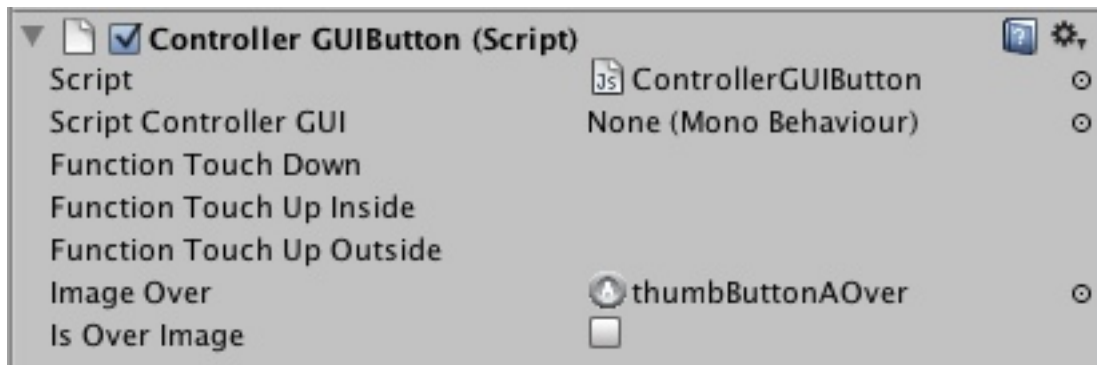 Controller GUIButton (Script)
Script Js ControllerGUIButton
Script Controller GUI None (Mono Behaviour)
Function Touch Down
Function Touch Up Inside
Function Touch Up Outside
Image Over thumbButtonAOver
Is Over Image